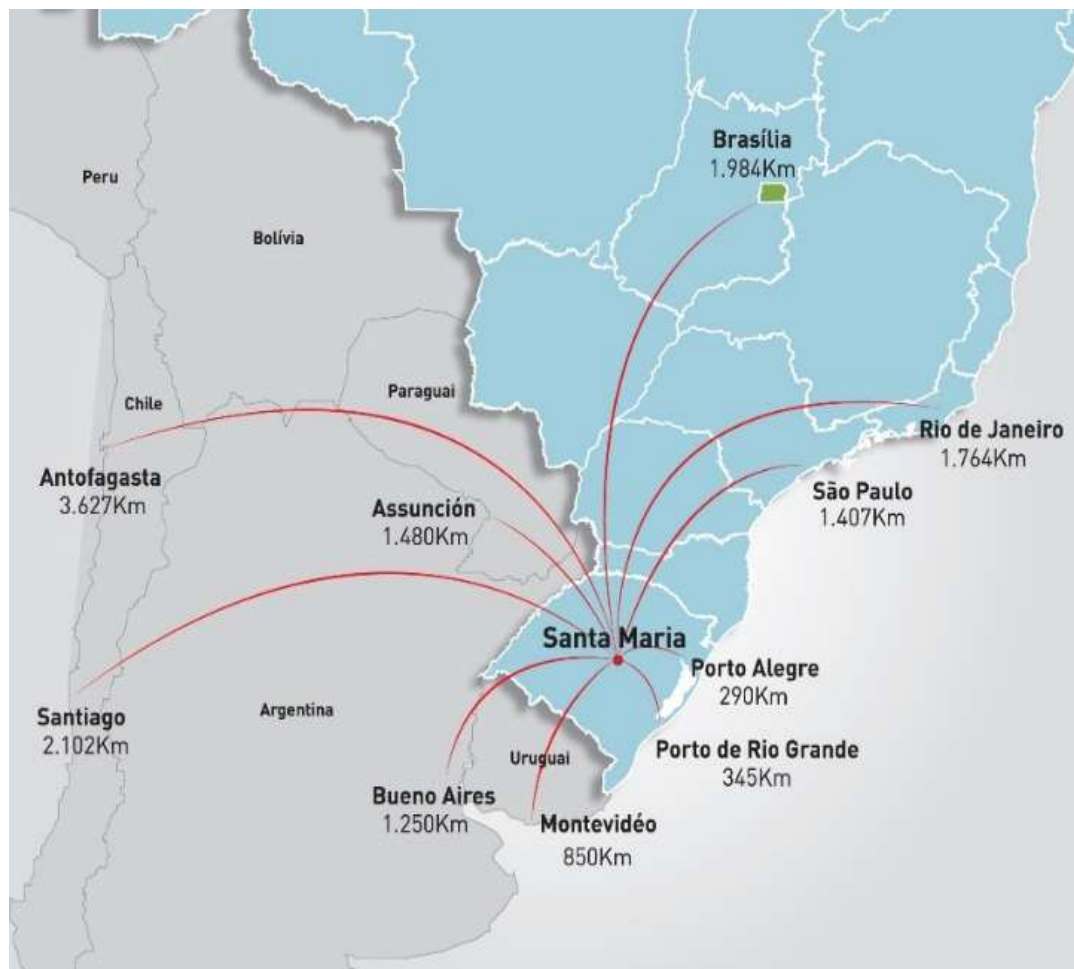 Brasília
1.984Km
Peru
Bolívia
Paraguai
Chile
Rio de Janeiro
1.764Km
Antofagasta
3.627Km
São Paulo
1.407Km
Assunción
1.480Km
Santa Maria
Porto Alegre
290Km
Santiago
2.102Km
Argentina
Uruguai
Porto de Rio Grande
345Km
Bueno Aires
1.250Km
Montevidéo
850Km